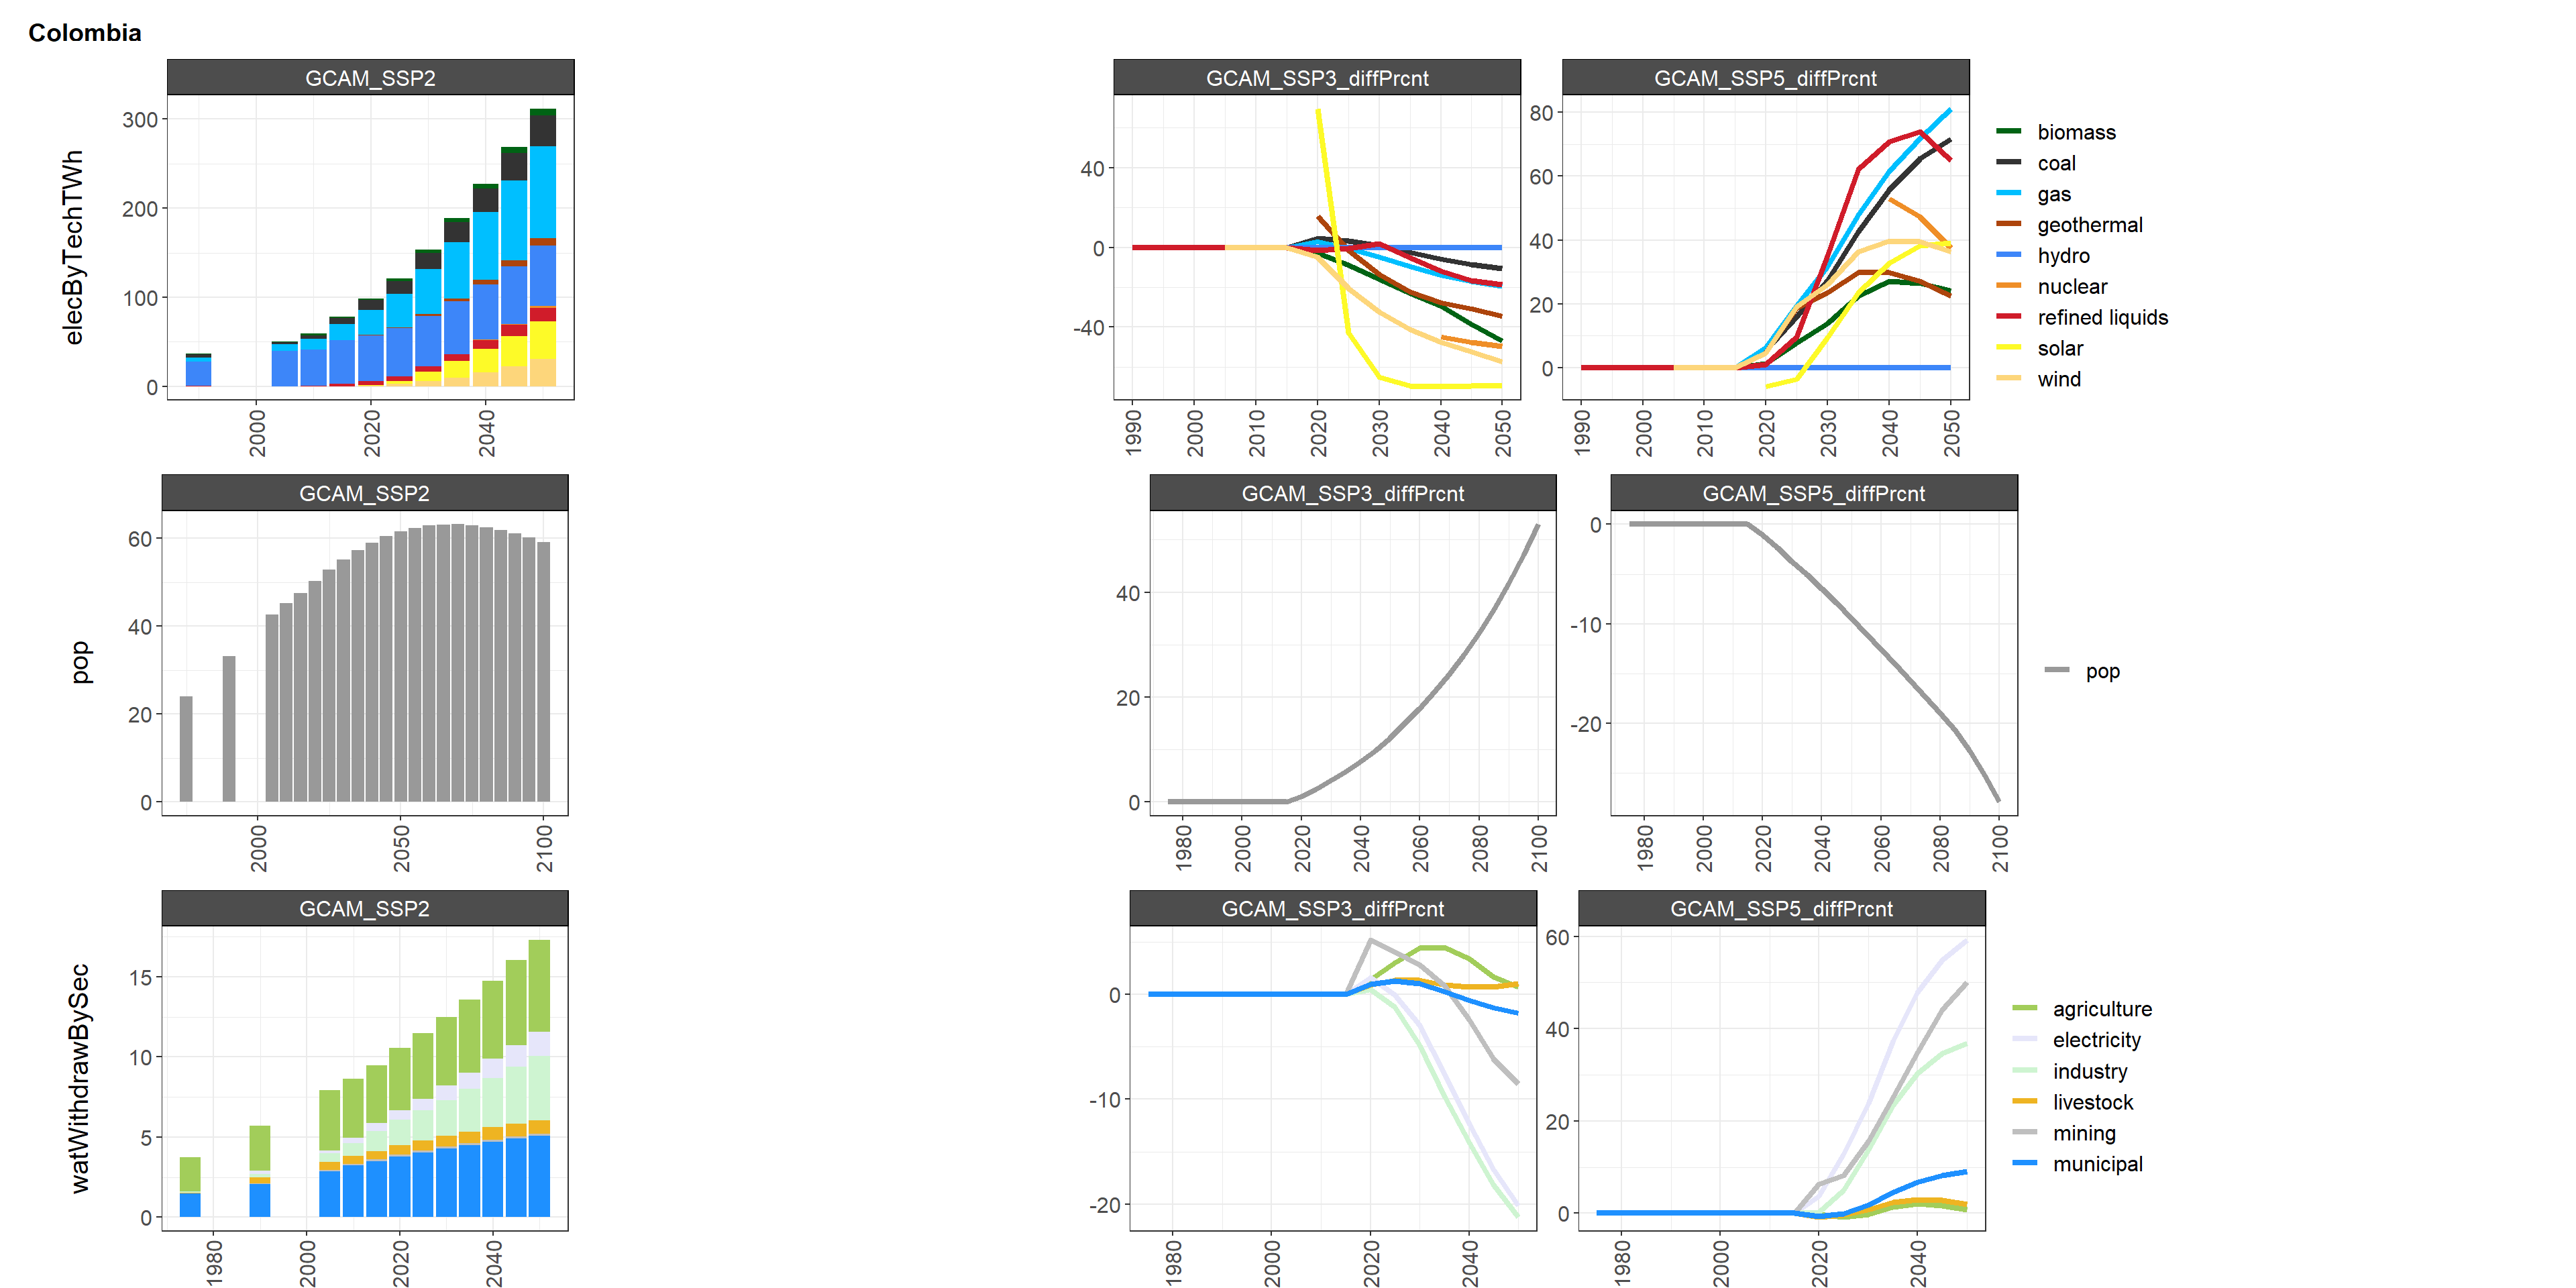 Colombia
GCAM_SSP2
GCAM_SSP3_diffPrcnt
GCAM_SSP5_diffPrcnt
elecByTechTWh
300
200
100
0
2000
2020
2040
40
0
-40
1990
2000
2010
2020
2030
2040
2050
80
60
40
20
0
1990
2000
2010
2020
2030
2040
2050
biomass
coal
gas
geothermal
hydro
nuclear
refined liquids
solar
wind
GCAM_SSP2
GCAM_SSP3_diffPrcnt
GCAM_SSP5_diffPrcnt
pop
60
40
20
0
2000
2050
2100
40
20
0
1980
2000
2020
2040
2060
2080
2100
0
-10
-20
1980
2000
2020
2040
2060
2080
2100
pop
GCAM_SSP2
GCAM_SSP3_diffPrcnt
GCAM_SSP5_diffPrcnt
watWithdrawBySec
15
10
5
0
1980
2000
2020
2040
0
-10
-20
1980
2000
2020
2040
60
40
20
0
1980
2000
2020
2040
agriculture
electricity
industry
livestock
mining
municipal